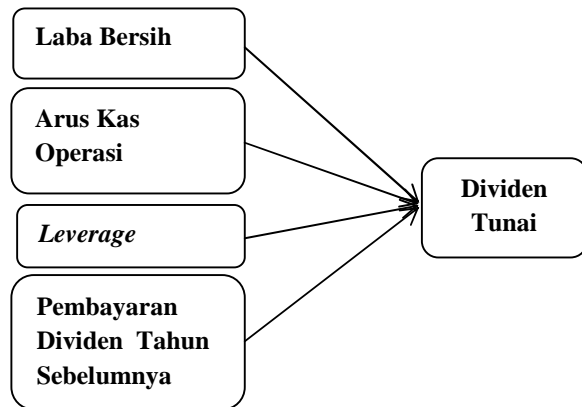 Laba Bersih
Arus Kas
Operasi
Leverage
Pembayaran
Dividen Tahun
Sebelumnya
Dividen
Tunai